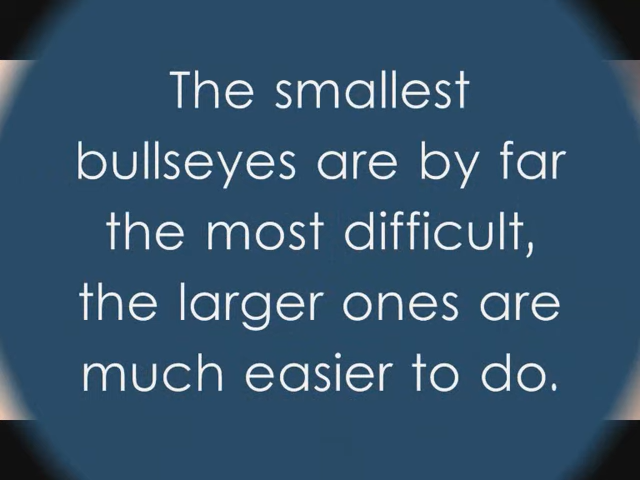 The smallest
bullseyes are by far
the most difficult,
the larger ones are
much easier to do.